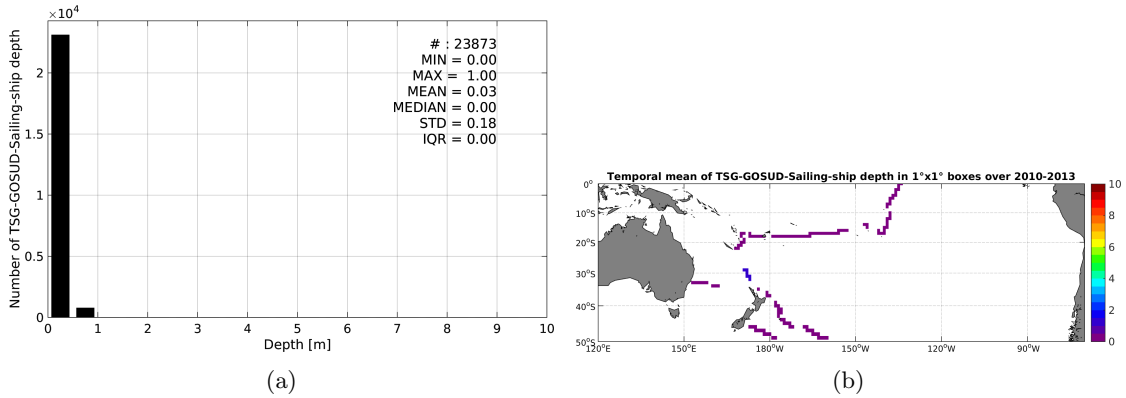 ×10⁴
Number of TSG-GOSUD-Sailing-ship depth
2
1.5
1
0.5
0
# : 23873
MIN = 0.00
MAX = 1.00
MEAN = 0.03
MEDIAN = 0.00
STD = 0.18
IQR = 0.00
0 1 2 3 4 5 6 7 8 9 10
Depth [m]
(a)
Temporal mean of TSG-GOSUD-Sailing-ship depth in 1°x1° boxes over 2010-2013
0°
10°S
20°S
30°S
40°S
50°S
120°E 150°E 180°W 150°W 120°W 90°W
10
8
6
4
2
0
(b)